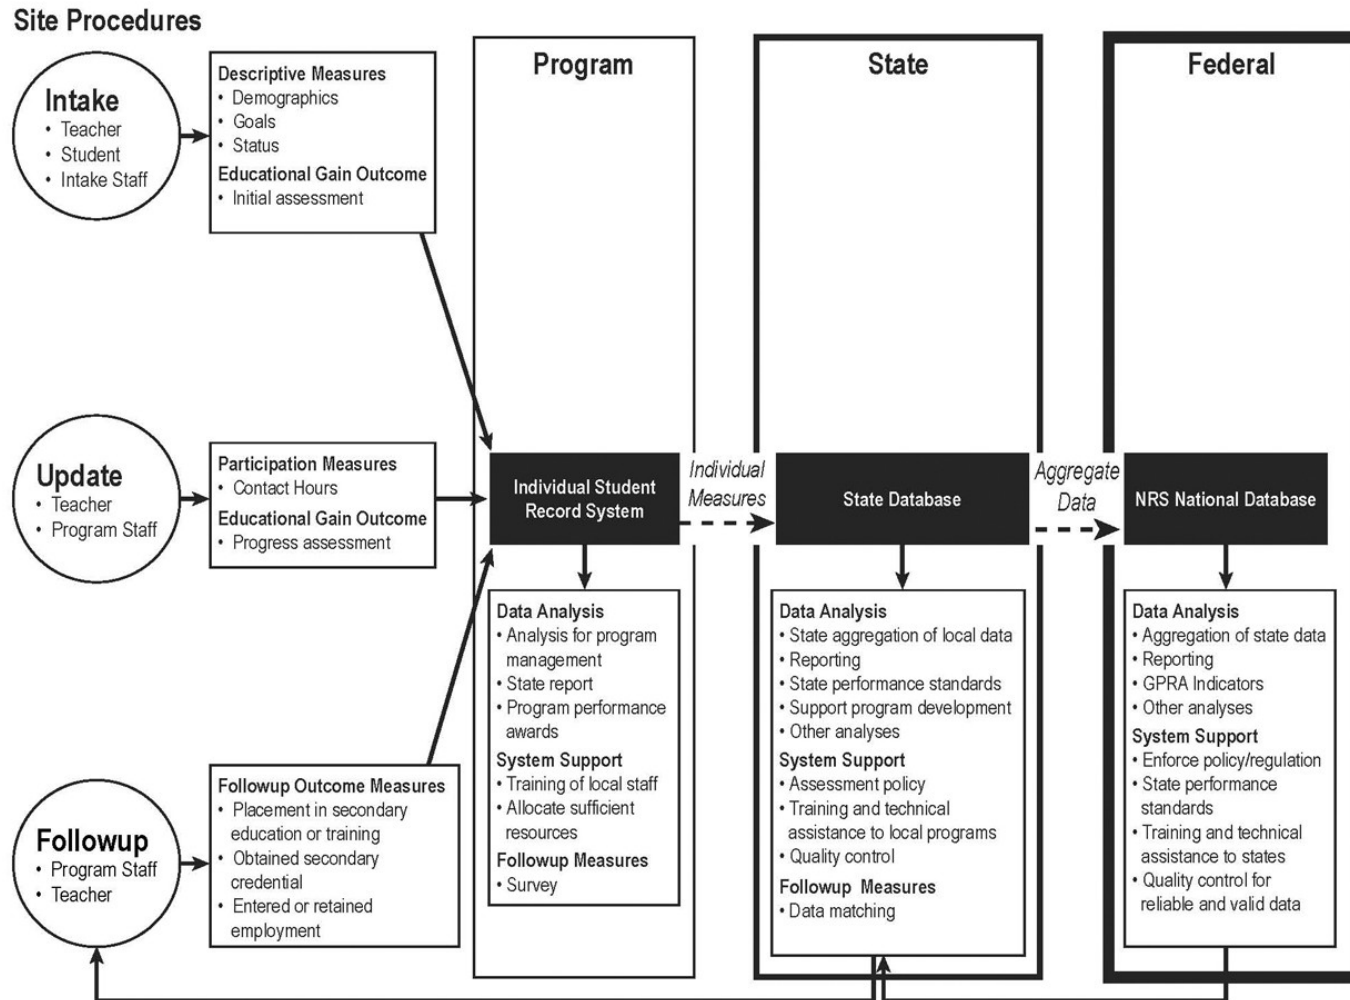 Site Procedures
Intake
• Teacher
• Student
• Intake Staff
Descriptive Measures
• Demographics
• Goals
• Status
Educational Gain Outcome
• Initial assessment
Update
• Teacher
• Program Staff
Participation Measures
• Contact Hours
Educational Gain Outcome
• Progress assessment
Followup
• Program Staff
• Teacher
Followup Outcome Measures
• Placement in secondary
education or training
• Obtained secondary
credential
• Entered or retained
employment
Program
Individual Student
Record System
Data Analysis
• Analysis for program
management
• State report
• Program performance
awards
System Support
• Training of local staff
• Allocate sufficient
resources
Followup Measures
• Survey
Individual
Measures
State
State Database
Data Analysis
• State aggregation of local data
• Reporting
• State performance standards
• Support program development
• Other analyses
System Support
• Assessment policy
• Training and technical
assistance to local programs
• Quality control
Followup Measures
• Data matching
Aggregate
Data
Federal
NRS National Database
Data Analysis
• Aggregation of state data
• Reporting
• GPRA Indicators
• Other analyses
System Support
• Enforce policy/regulation
• State performance
standards
• Training and technical
assistance to states
• Quality control for
reliable and valid data